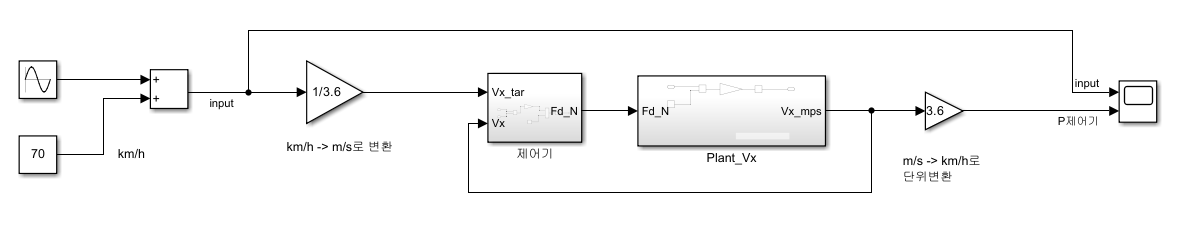 input
+
+
input
1/3.6
Vx_tar
Vx
Fd_N
Fd_N
Vx_mps
3.6
P제어기
70
km/h
km/h -> m/s로 변환
제어기
Plant_Vx
m/s -> km/h로
단위변환